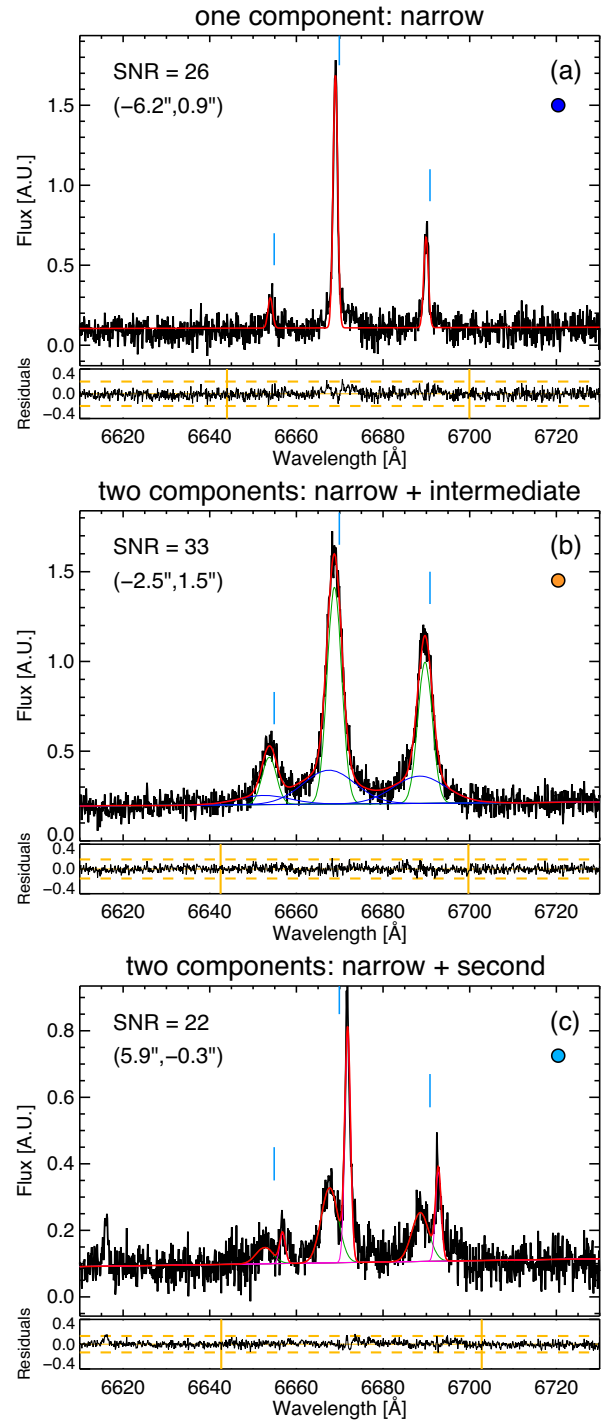 one component: narrow
SNR = 26
(a)
(−6.2",0.9")
Flux [A.U.]
1.5
1.0
0.5
0.0
Residuals
0.4
0.0
−0.4
6620 6640 6660 6680 6700 6720
Wavelength [Å]
two components: narrow + intermediate
SNR = 33
(b)
(−2.5",1.5")
Flux [A.U.]
1.5
1.0
0.5
0.0
Residuals
0.4
0.0
−0.4
6620 6640 6660 6680 6700 6720
Wavelength [Å]
two components: narrow + second
SNR = 22
(c)
(5.9",−0.3")
Flux [A.U.]
0.8
0.6
0.4
0.2
0.0
Residuals
0.4
0.0
−0.4
6620 6640 6660 6680 6700 6720
Wavelength [Å]